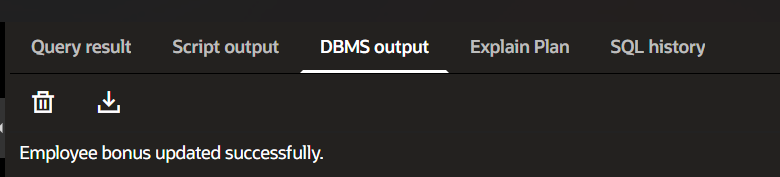 Query result Script output DBMS output Explain Plan SQL history
Employee bonus updated successfully.